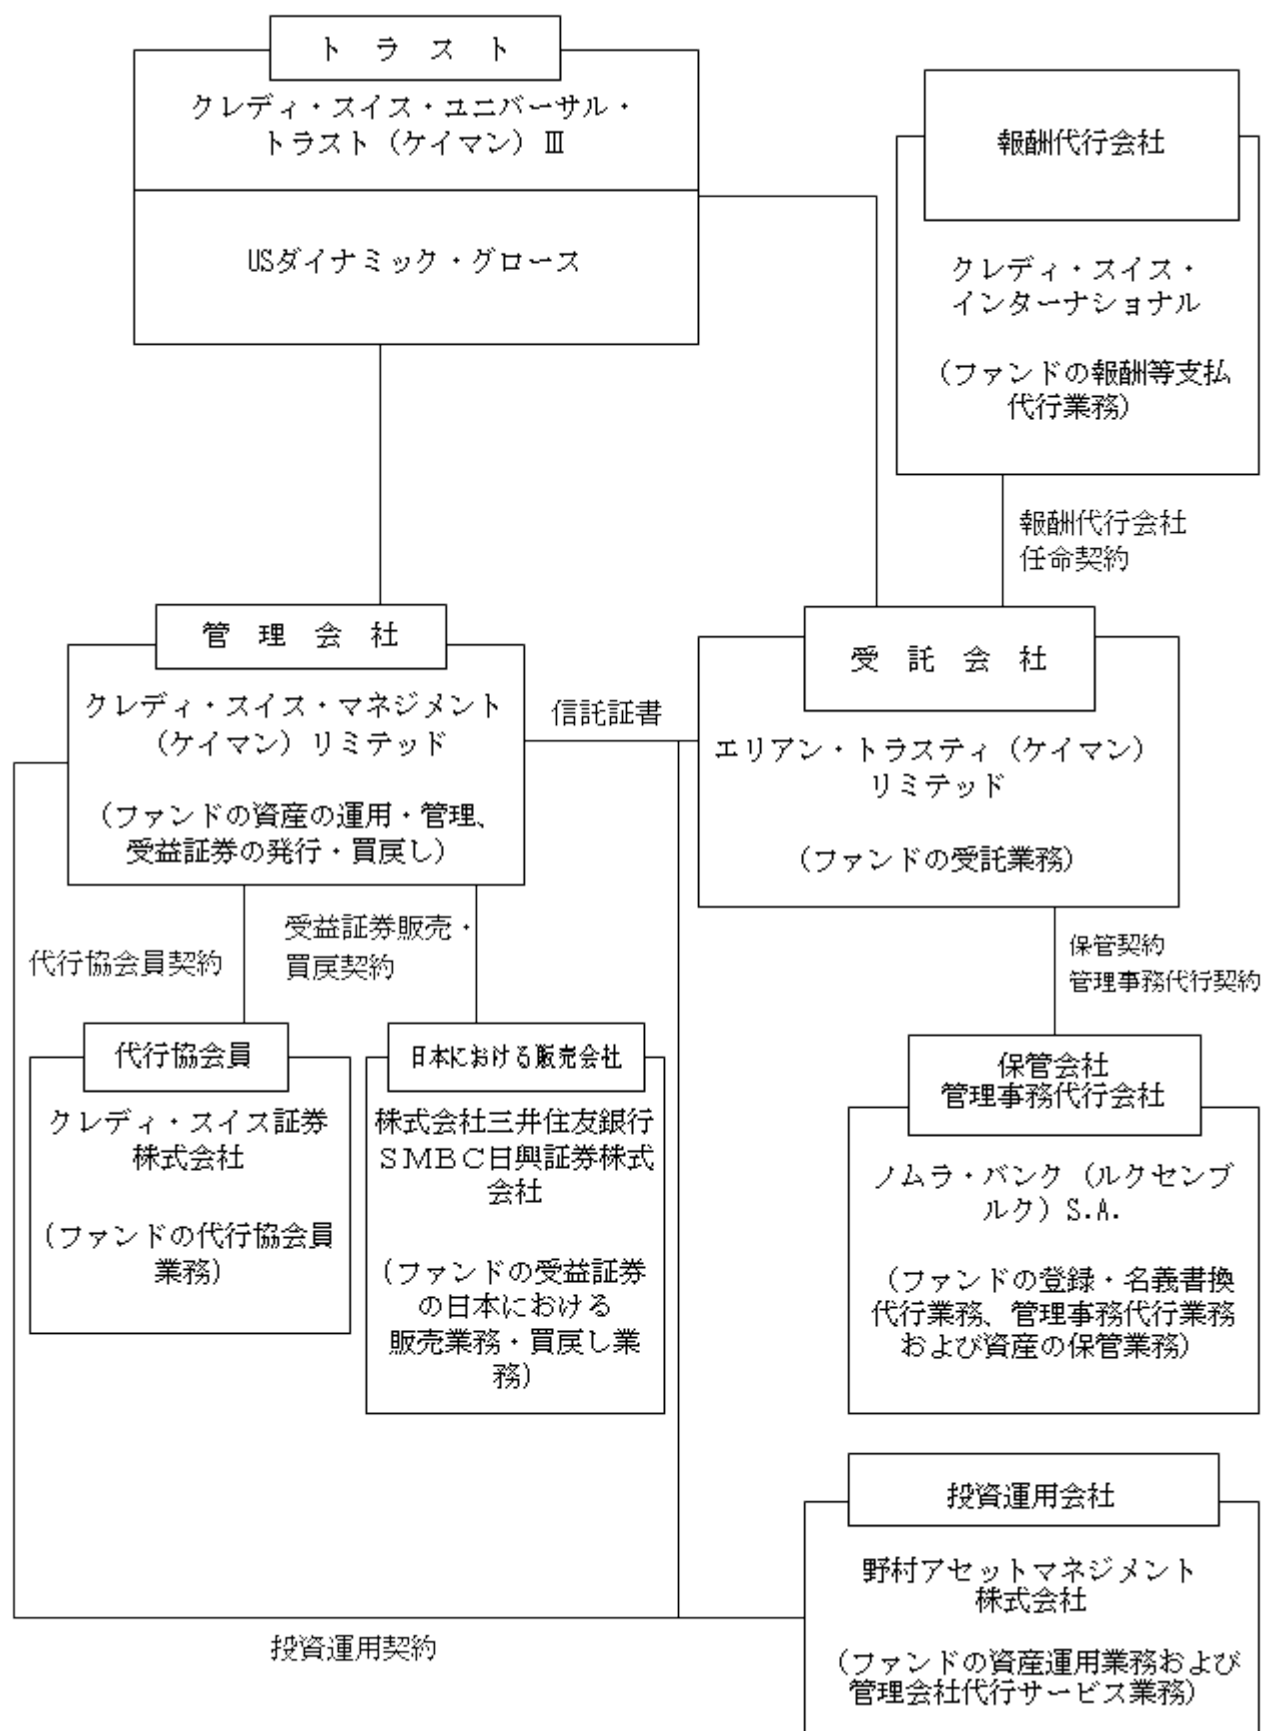 トラスト
クレディ・スイス・ユニバーサル・
トラスト（ケイマン）Ⅲ
USダイナミック・グロース
報酬代行会社
クレディ・スイス・
インターナショナル
（ファンドの報酬等支払
代行業務）
報酬代行会社
任命契約
管理会社
クレディ・スイス・マネジメント
（ケイマン）リミテッド
（ファンドの資産の運用・管理、
受益証券の発行・買戻し）
信託証書
受託会社
エリアン・トラスティ（ケイマン）
リミテッド
（ファンドの受託業務）
代行協会員契約
受益証券販売・
買戻契約
保管契約
管理事務代行契約
代行協会員
クレディ・スイス証券
株式会社
（ファンドの代行協会員
業務）
日本における販売会社
株式会社三井住友銀行
ＳＭＢＣ日興証券株式
会社
（ファンドの受益証券
の日本における
販売業務・買戻し業
務）
保管会社
管理事務代行会社
ノムラ・バンク（ルクセンブ
ルク）S.A.
（ファンドの登録・名義書換
代行業務、管理事務代行業務
および資産の保管業務）
投資運用会社
野村アセットマネジメント
株式会社
（ファンドの資産運用業務および
管理会社代行サービス業務）
投資運用契約